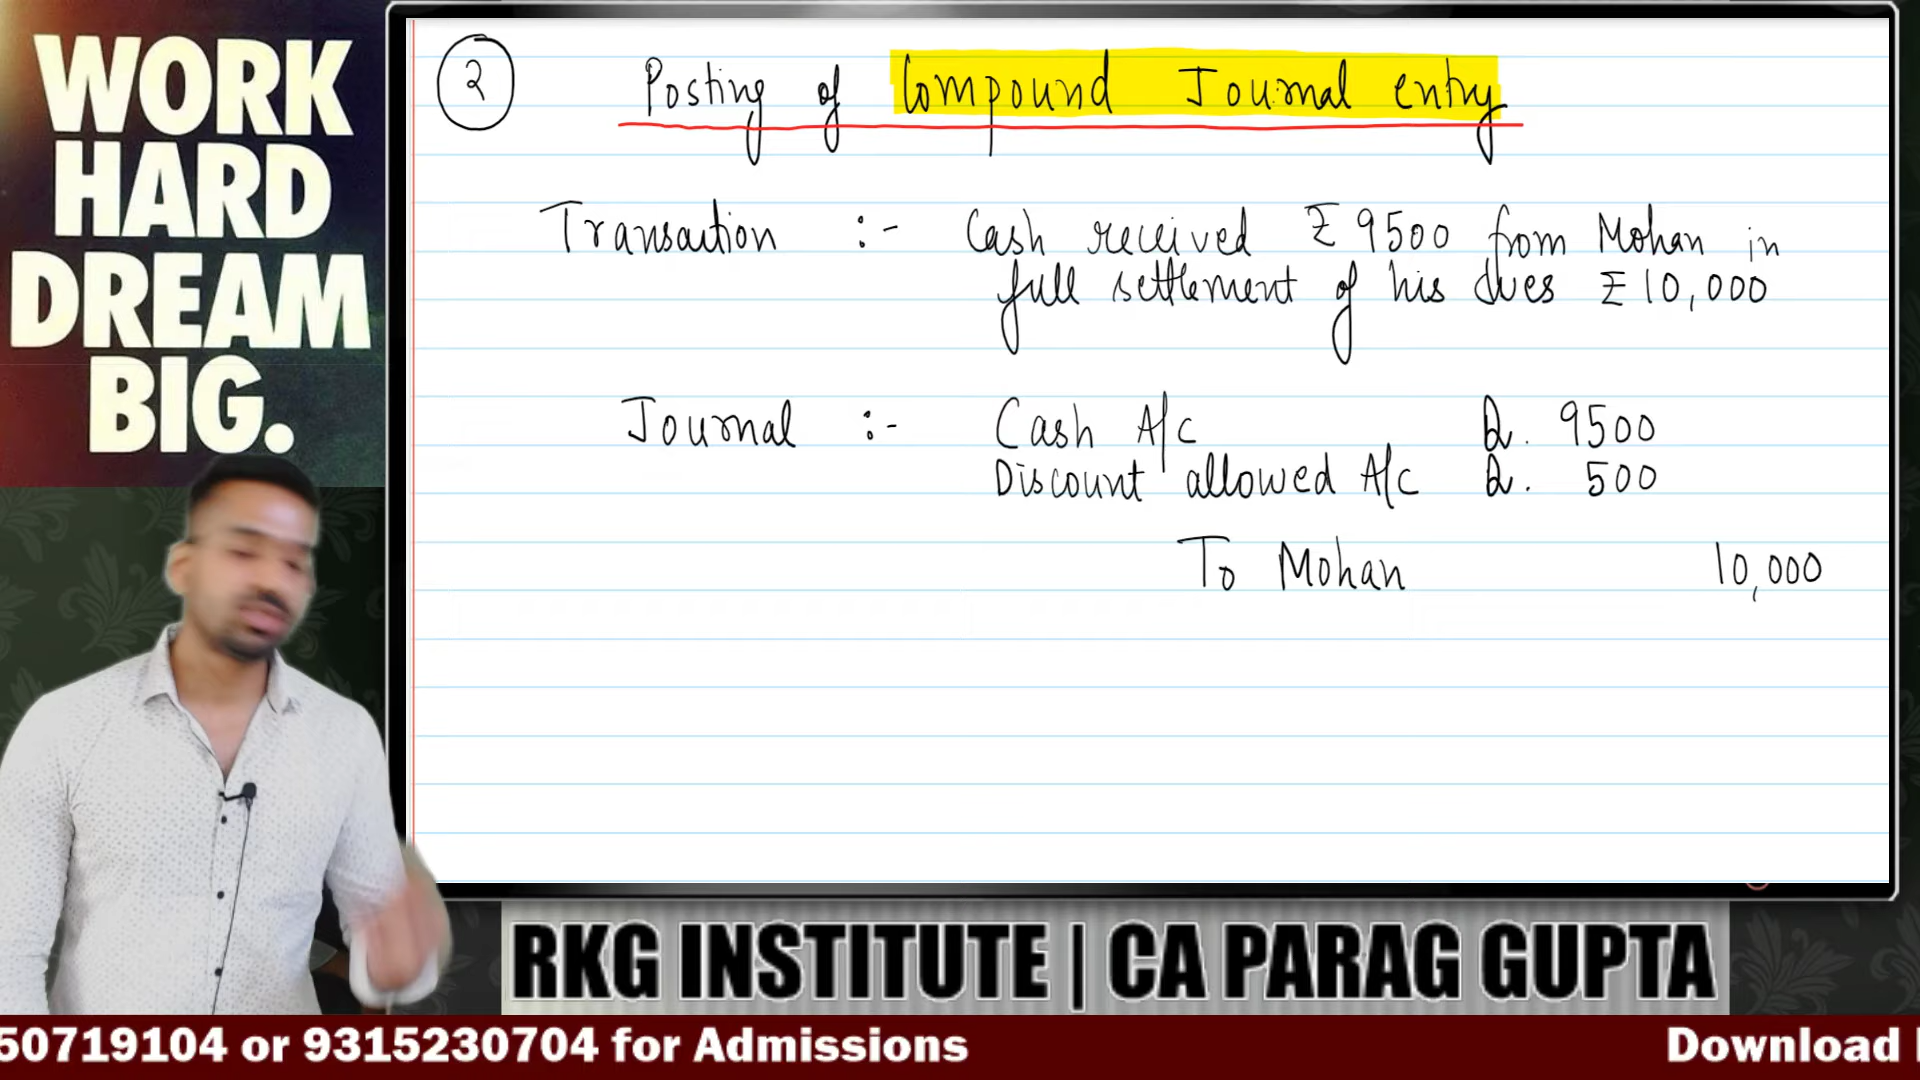 WORK
HARD
DREAM
BIG.
2 Posting of Compound Journal entry
Transaction :- Cash received ₹ 9500 from Mohan in
full settlement of his dues ₹ 10,000
Journal :- Cash A/c Dr. 9500
Discount allowed A/c Dr. 500
To Mohan 10,000
RKG INSTITUTE | CA PARAG GUPTA
50719104 or 9315230704 for Admissions
Download